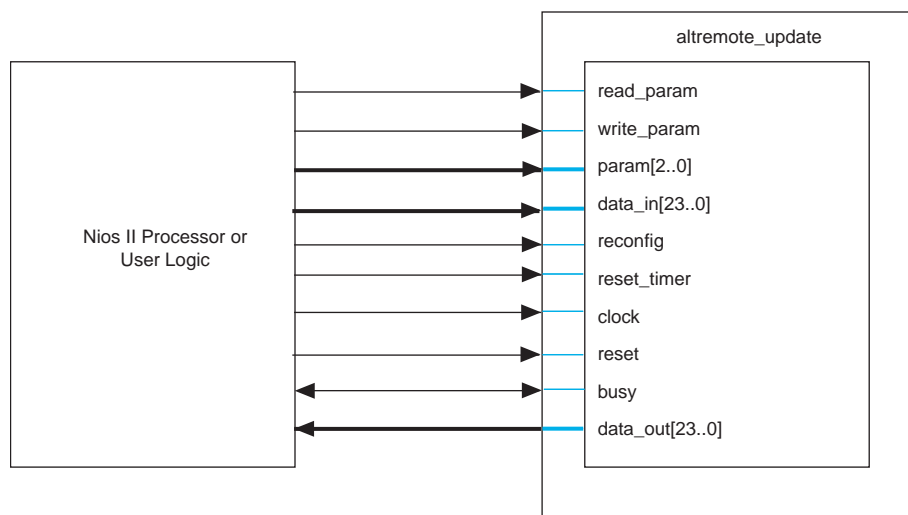 altremote_update
Nios II Processor or
User Logic
read_param
write_param
param[2..0]
data_in[23..0]
reconfig
reset_timer
clock
reset
busy
data_out[23..0]